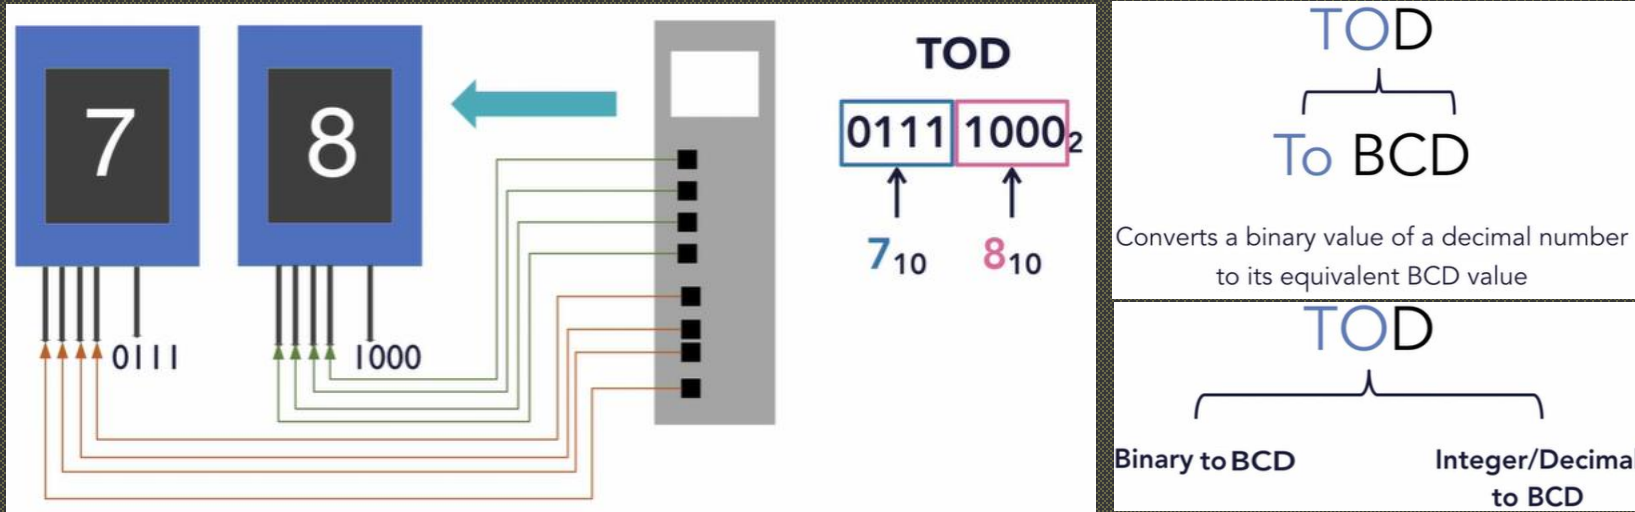 7
8
0111
1000
TOD
0111 1000₂
7₁₀ 8₁₀
TOD
To BCD
Converts a binary value of a decimal number
to its equivalent BCD value
TOD
Binary to BCD
Integer/Decimal
to BCD